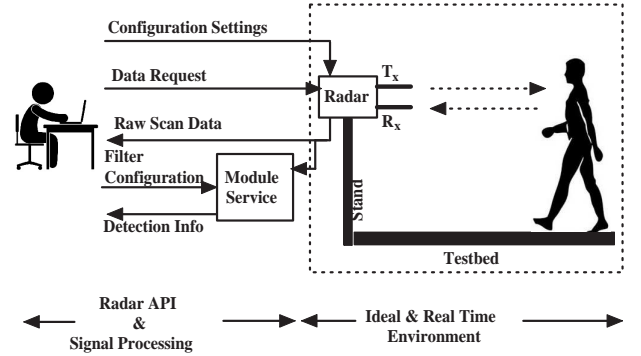 Configuration Settings
Data Request
Raw Scan Data
Filter
Configuration
Detection Info
Module
Service
Radar
Tx
Rx
Stand
Testbed
Radar API
&
Signal Processing
Ideal & Real Time
Environment